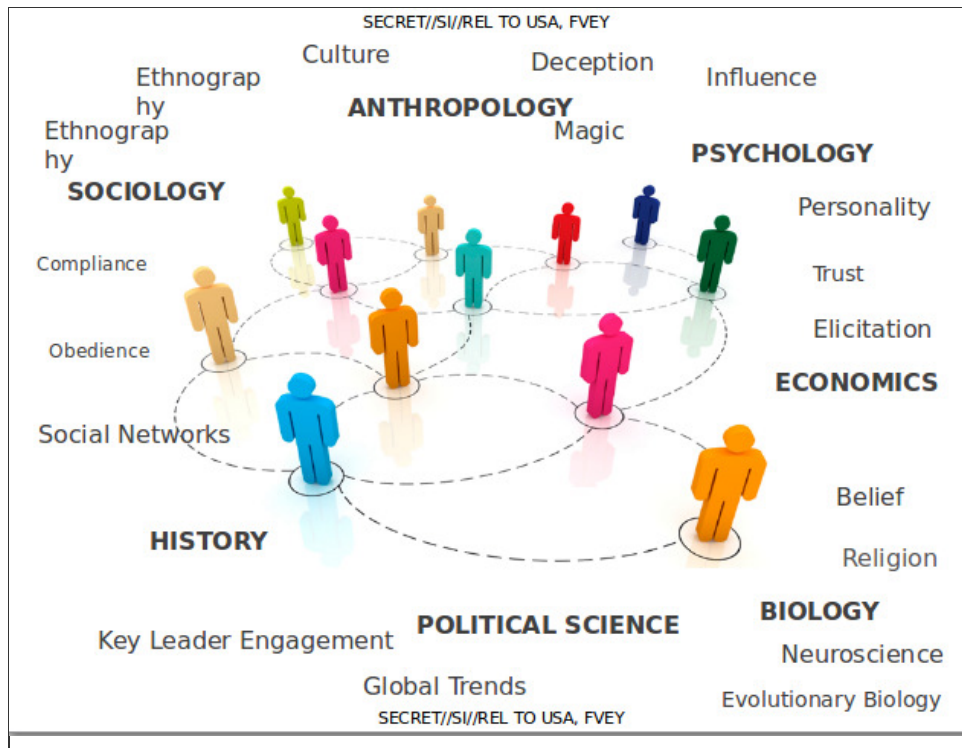 SECRET//SI//REL TO USA, FVEY
Culture
Deception
Influence
Ethnograp
hy
ANTHROPOLOGY
Ethnograp
hy
Magic
PSYCHOLOGY
SOCIOLOGY
Personality
Compliance
Trust
Elicitation
Obedience
ECONOMICS
Social Networks
Belief
HISTORY
Religion
BIOLOGY
POLITICAL SCIENCE
Key Leader Engagement
Neuroscience
Global Trends
Evolutionary Biology
SECRET//SI//REL TO USA, FVEY